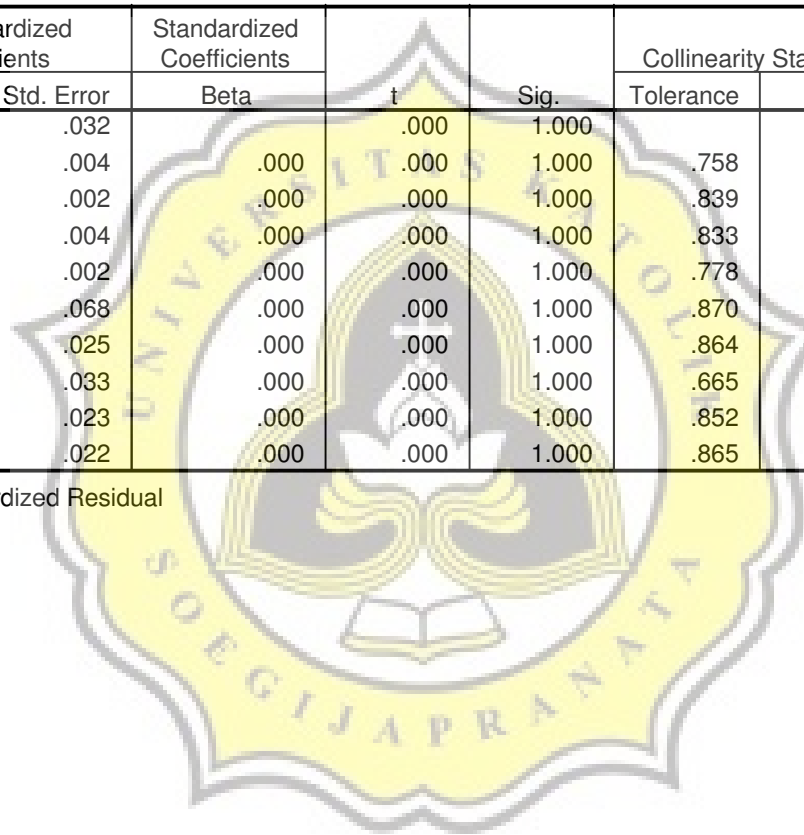 ardized Standardized
ients Coefficients Collinearity Sta
Std. Error Beta t Sig. Tolerance
.032 .000 1.000
.004 .000 .000 1.000 .758
.002 .000 .000 1.000 .839
.004 .000 .000 1.000 .833
.002 .000 .000 1.000 .778
.068 .000 .000 1.000 .870
.025 .000 .000 1.000 .864
.033 .000 .000 1.000 .665
.023 .000 .000 1.000 .852
.022 .000 .000 1.000 .865
dized Residual
UNIVERSITAS KATOLIK
SOEGIJAPRANATA